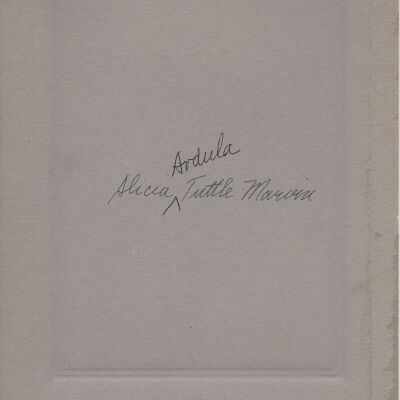 Ardula
Alicia ^ Tuttle Marvin